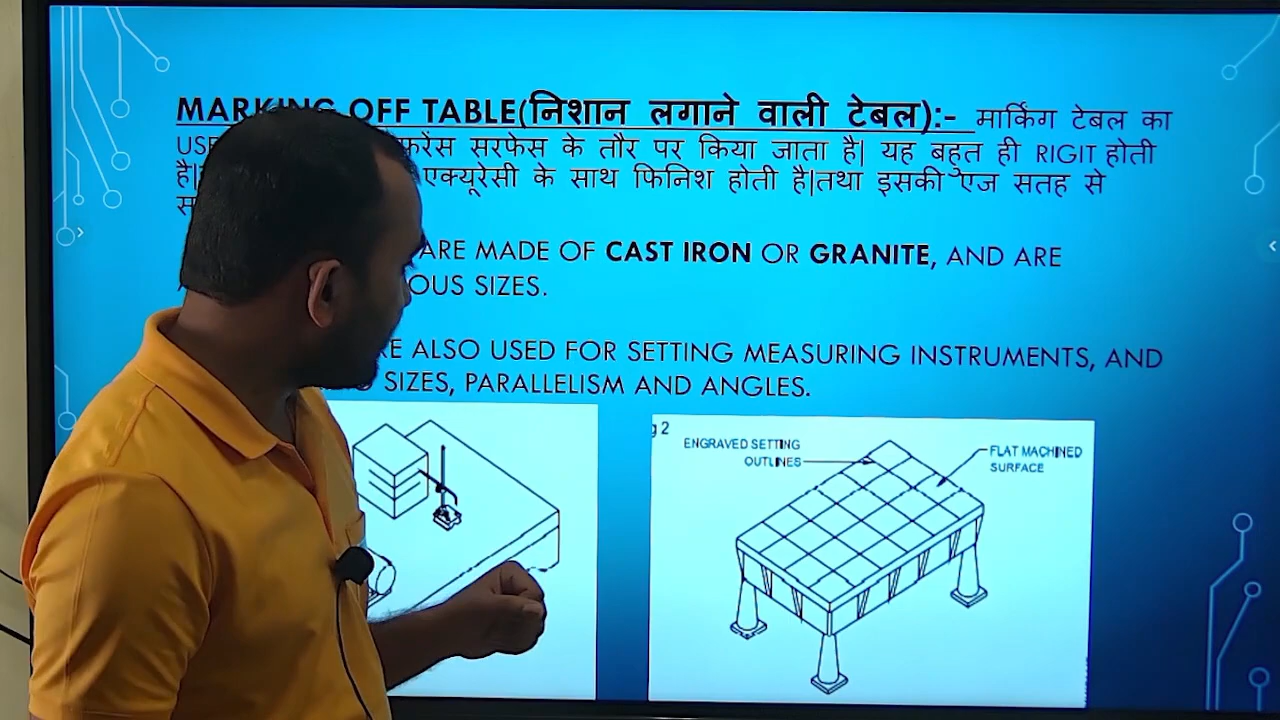 MARKING OFF TABLE(निशान लगाने वाली टेबल):- मार्किंग टेबल का
सरफेस के तौर पर किया जाता है| यह बहुत ही RIGIT होती
है| एक्यूरेसी के साथ फिनिश होती है|तथा इसकी एज सतह से
ARE MADE OF CAST IRON OR GRANITE, AND ARE
SIZES.
ALSO USED FOR SETTING MEASURING INSTRUMENTS, AND
SIZES, PARALLELISM AND ANGLES.
2
ENGRAVED SETTING
OUTLINES
FLAT MACHINED
SURFACE